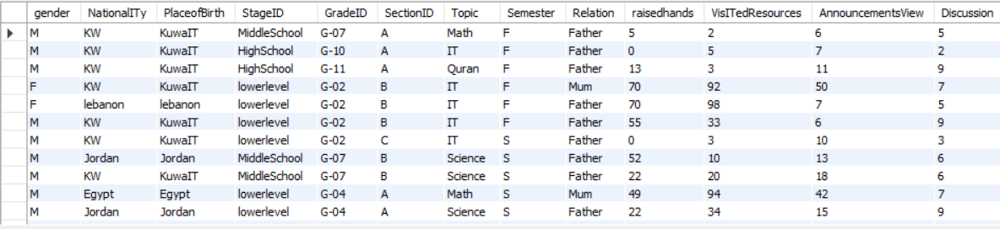 gender NationalITy PlaceofBirth StageID GradeID SectionID Topic Semester Relation raisedhands VisITedResources AnnouncementsView Discussion
M KW KuwaIT MiddleSchool G-07 A Math F Father 5 2 6 5
M KW KuwaIT HighSchool G-10 A IT F Father 0 5 7 2
M KW KuwaIT HighSchool G-11 A Quran F Father 13 3 11 9
F KW KuwaIT lowerlevel G-02 B IT F Mum 70 92 50 7
F lebanon lebanon lowerlevel G-02 B IT F Father 70 98 7 5
M KW KuwaIT lowerlevel G-02 B IT F Father 55 33 6 9
M KW KuwaIT lowerlevel G-02 C IT S Father 0 3 10 3
M Jordan Jordan MiddleSchool G-07 B Science S Father 52 10 13 6
M KW KuwaIT MiddleSchool G-07 B Science S Father 22 20 18 6
M Egypt Egypt lowerlevel G-04 A Math S Mum 49 94 42 7
M Jordan Jordan lowerlevel G-04 A Science S Father 22 34 15 9